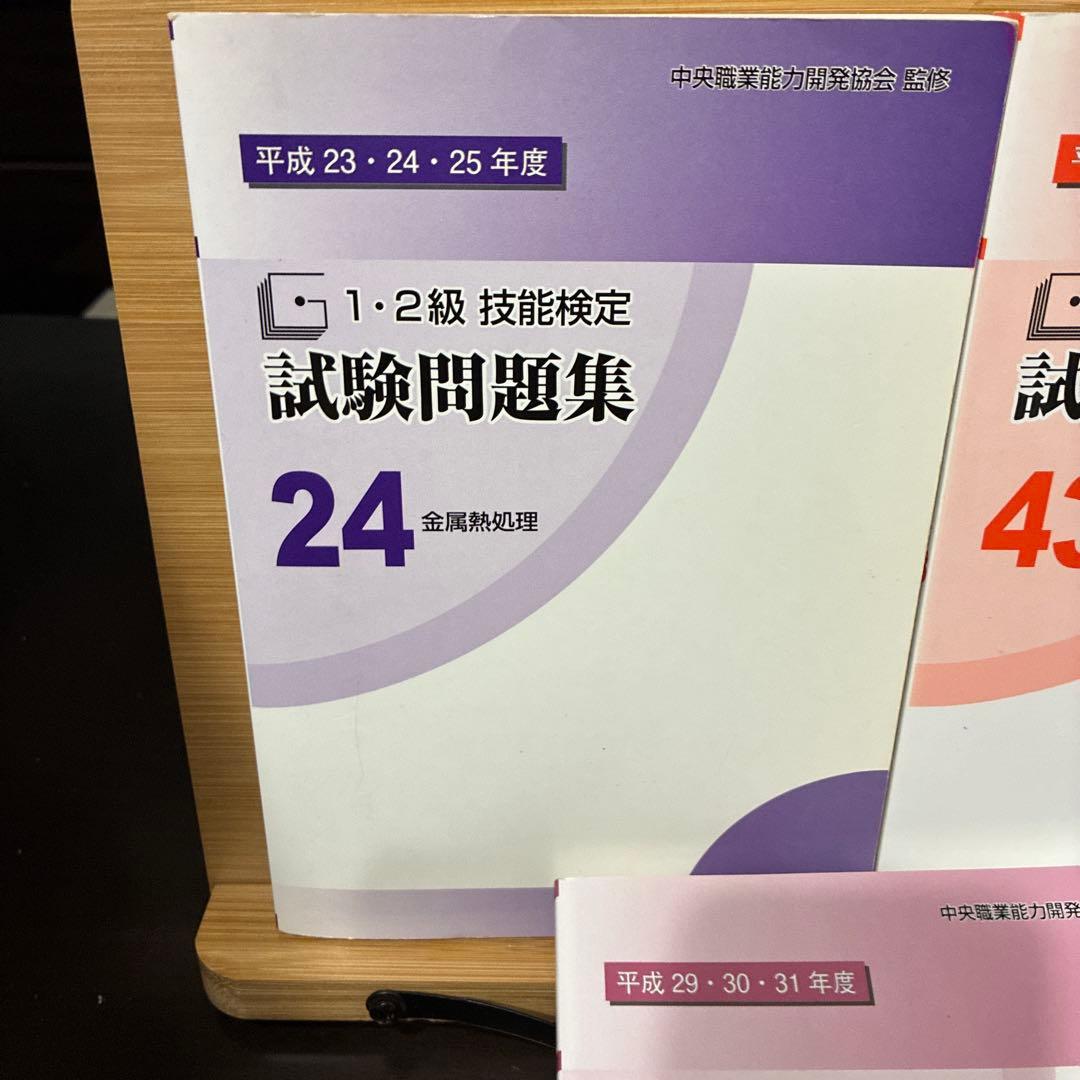 中央職業能力開発協会 監修
平成 23・24・25 年度
1・2級 技能検定
試験問題集
24 金属熱処理
試
43
中央職業能力開発
平成 29・30・31 年度